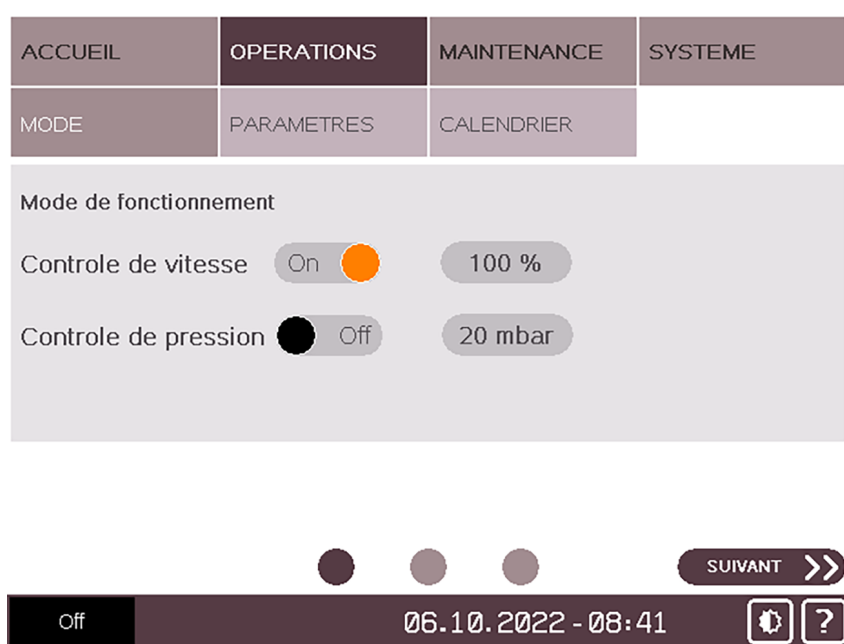 ACCUEIL OPERATIONS MAINTENANCE SYSTEME
MODE PARAMETRES CALENDRIER
Mode de fonctionnement
Controle de vitesse On 100 %
Controle de pression Off 20 mbar
SUIVANT
Off 06.10.2022 - 08:41 ?